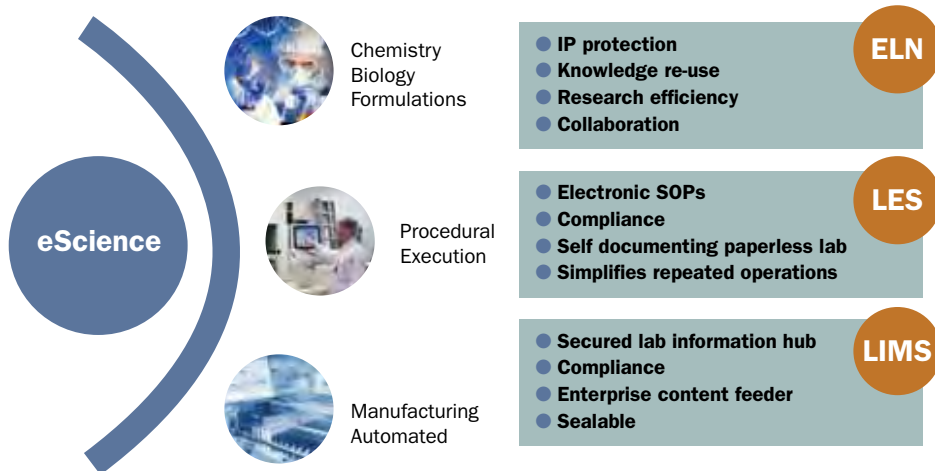 eScience
Chemistry
Biology
Formulations
ELN
IP protection
Knowledge re-use
Research efficiency
Collaboration
Procedural
Execution
LES
Electronic SOPs
Compliance
Self documenting paperless lab
Simplifies repeated operations
Manufacturing
Automated
LIMS
Secured lab information hub
Compliance
Enterprise content feeder
Sealable